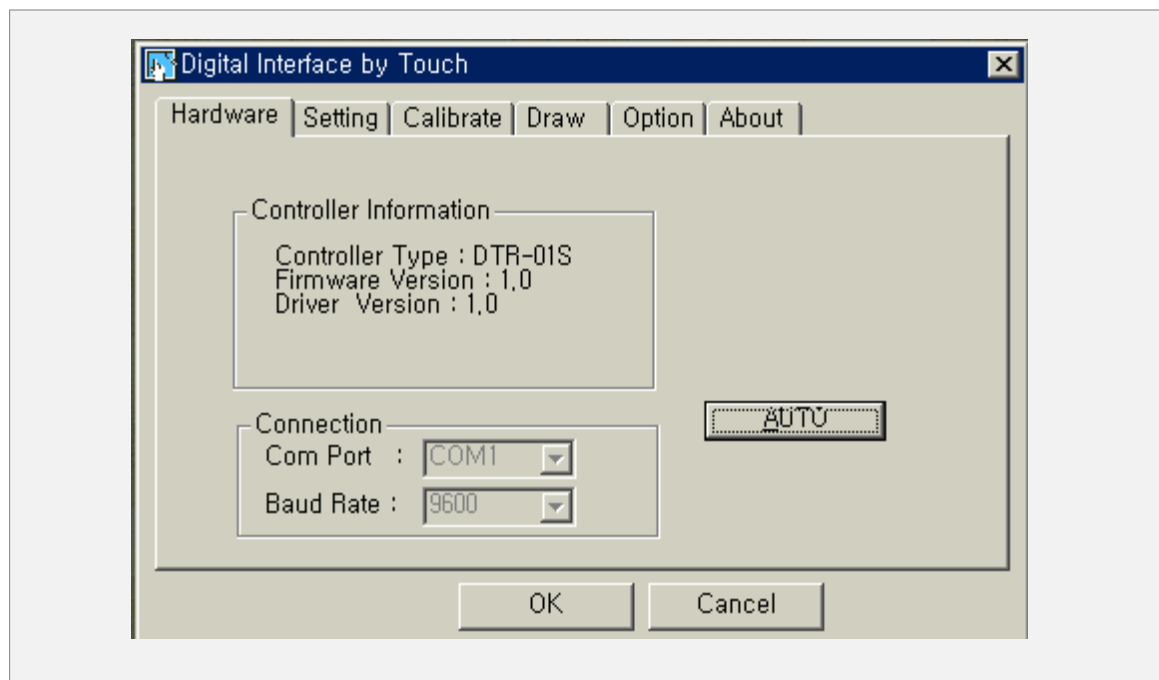 Digital Interface by Touch
Hardware Setting Calibrate Draw Option About
Controller Information
Controller Type : DTR-01S
Firmware Version : 1.0
Driver Version : 1.0
AUTO
Connection
Com Port : COM1
Baud Rate : 9600
OK Cancel